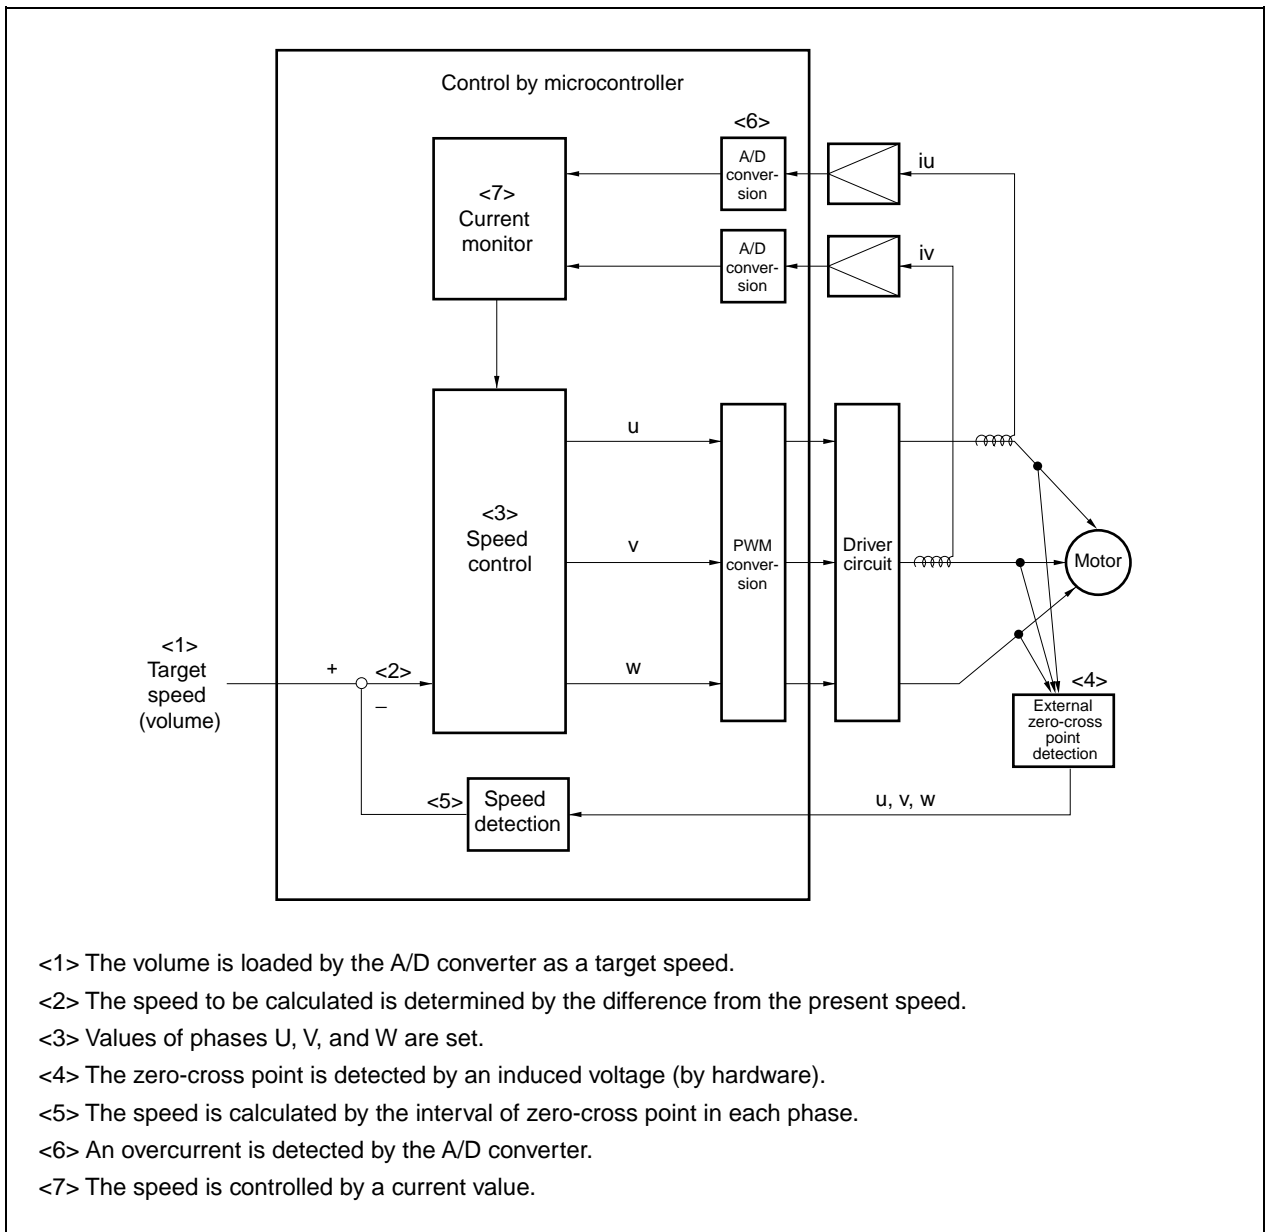 Control by microcontroller
<6>
A/D
conver-
sion
iu
<7>
Current
monitor
A/D
conver-
sion
iv
u
<3>
Speed
control
v
PWM
conver-
sion
Driver
circuit
Motor
<1>
Target
speed
(volume)
+
<2>
−
w
<4>
External
zero-cross
point
detection
<5>
Speed
detection
u, v, w
<1> The volume is loaded by the A/D converter as a target speed.
<2> The speed to be calculated is determined by the difference from the present speed.
<3> Values of phases U, V, and W are set.
<4> The zero-cross point is detected by an induced voltage (by hardware).
<5> The speed is calculated by the interval of zero-cross point in each phase.
<6> An overcurrent is detected by the A/D converter.
<7> The speed is controlled by a current value.